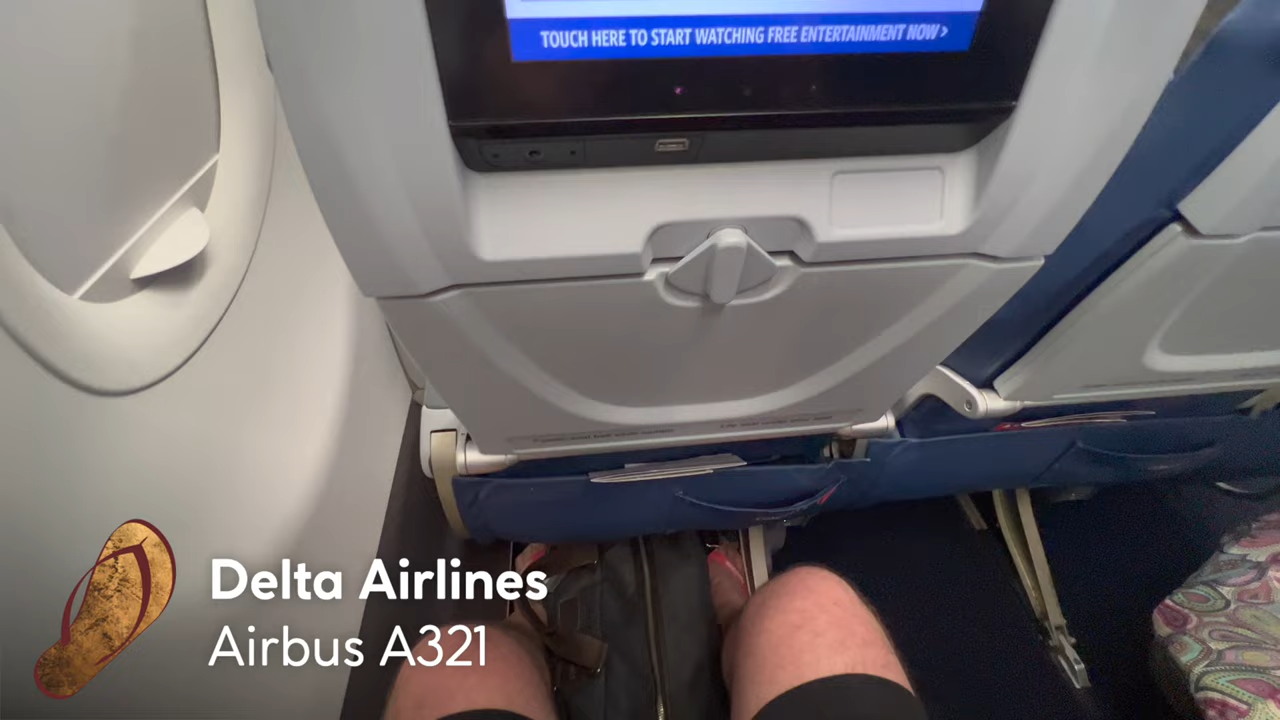 TOUCH HERE TO START WATCHING FREE ENTERTAINMENT NOW >
Delta Airlines
Airbus A321